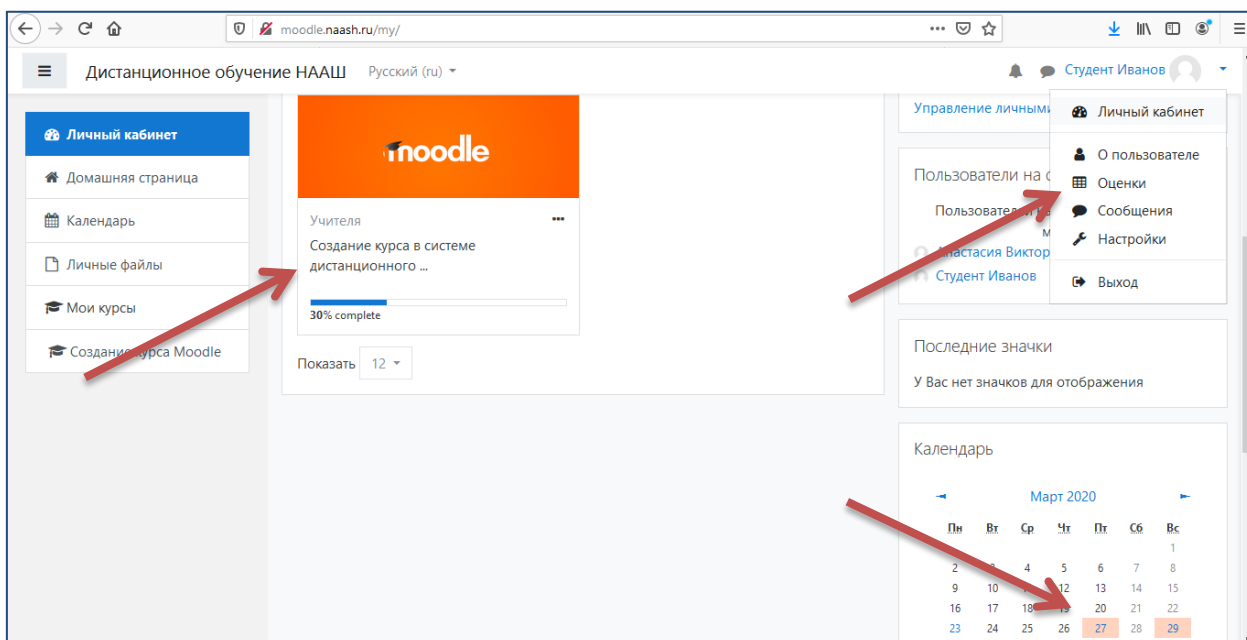 moodle.naash.ru/my/
Дистанционное обучение НААШ Русский (ru)
Студент Иванов
Личный кабинет
Домашняя страница
Календарь
Личные файлы
Мои курсы
Создание курса Moodle
moodle
Учителя
Создание курса в системе
дистанционного ...
30% complete
Показать 12
Управление личными
Пользователи на
Студент Иванов
Личный кабинет
О пользователе
Оценки
Сообщения
Настройки
Выход
Последние значки
У Вас нет значков для отображения
Календарь
Март 2020
Пн Вт Ср Чт Пт Сб Вс
1
2 4 5 6 7 8
9 10 12 13 14 15
16 17 18 19 20 21 22
23 24 25 26 27 28 29